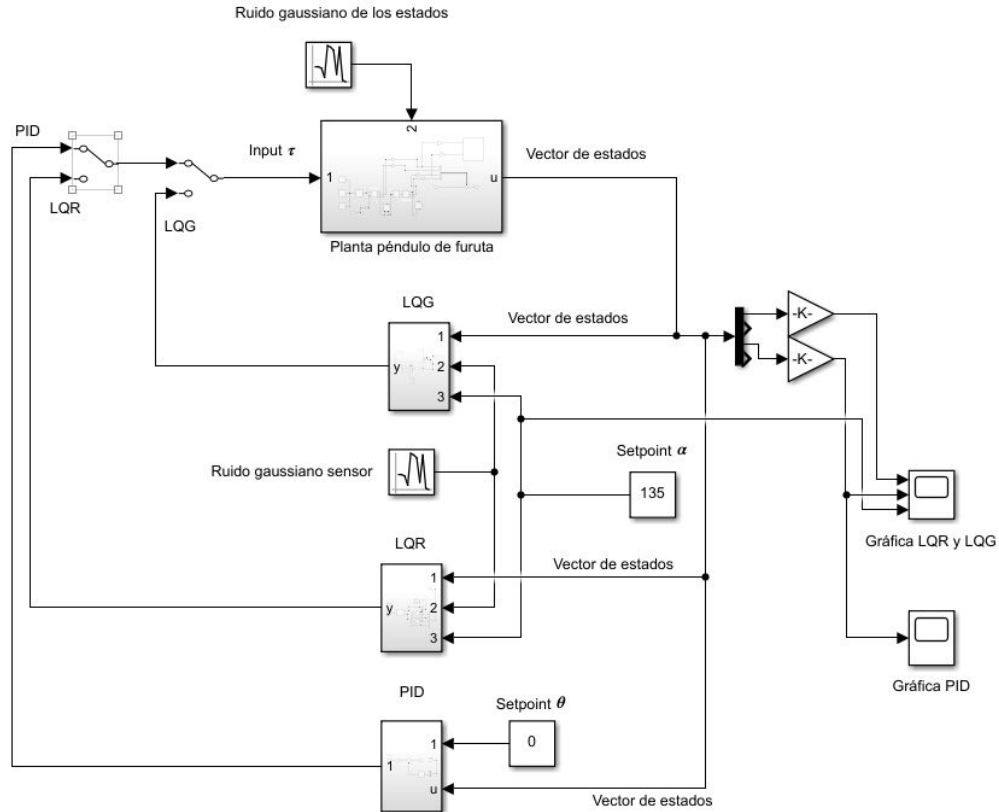 Ruido gaussiano de los estados
PID
2
Input τ
Vector de estados
1
u
LQR
LQG
Planta péndulo de furuta
LQG
Vector de estados
1
y
2
3
-K-
-K-
Setpoint α
Ruido gaussiano sensor
135
Gráfica LQR y LQG
LQR
Vector de estados
1
y
2
3
Gráfica PID
PID
Setpoint θ
1
0
1
u
Vector de estados